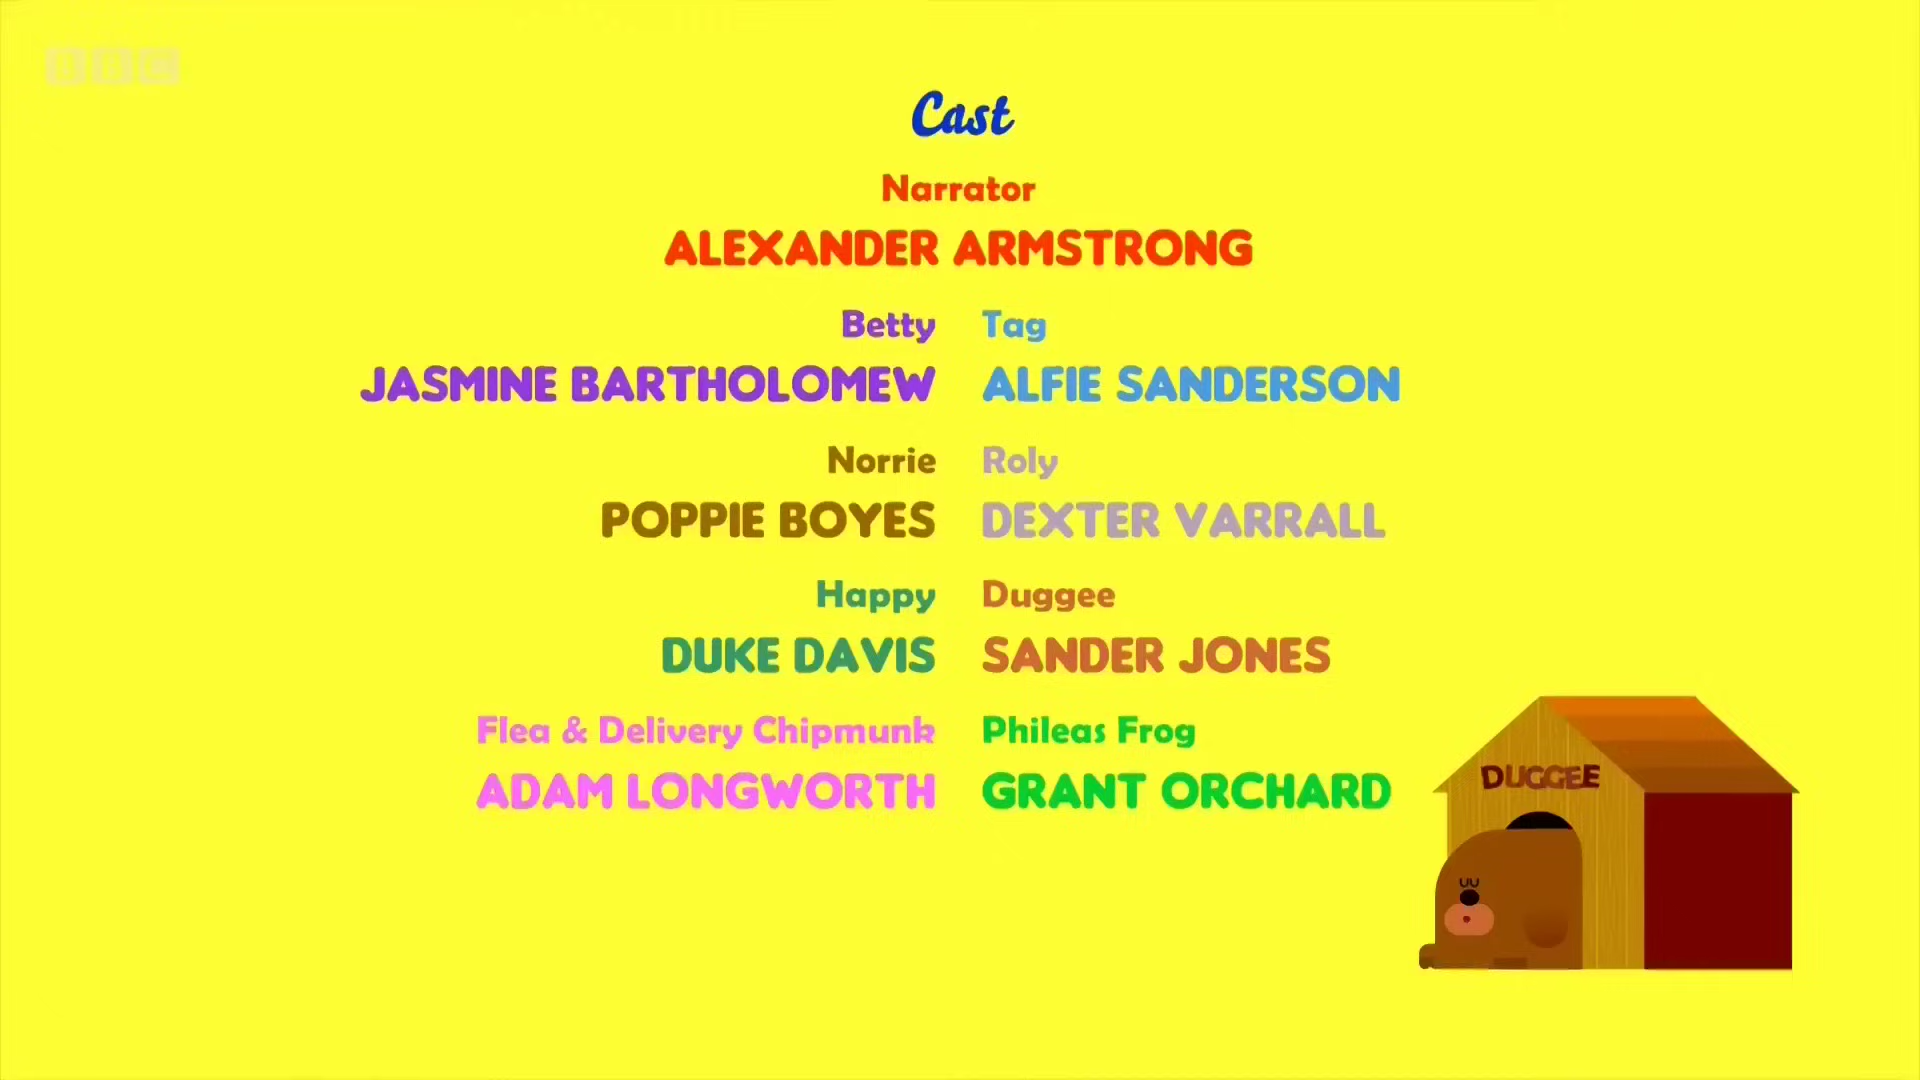 BBC
Cast
Narrator
ALEXANDER ARMSTRONG
Betty
JASMINE BARTHOLOMEW
Tag
ALFIE SANDERSON
Norrie
POPPIE BOYES
Roly
DEXTER VARRALL
Happy
DUKE DAVIS
Duggee
SANDER JONES
Flea & Delivery Chipmunk
ADAM LONGWORTH
Phileas Frog
GRANT ORCHARD
DUGGEE